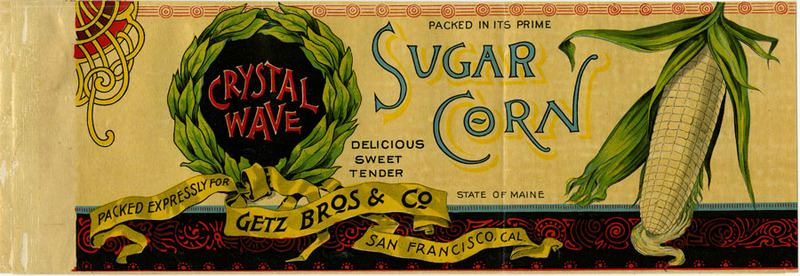 CRYSTAL
WAVE
PACKED EXPRESSLY FOR
GETZ BROS & CO
SAN FRANCISCO, CAL.
PACKED IN ITS PRIME
SUGAR
CORN
DELICIOUS
SWEET
TENDER
STATE OF MAINE